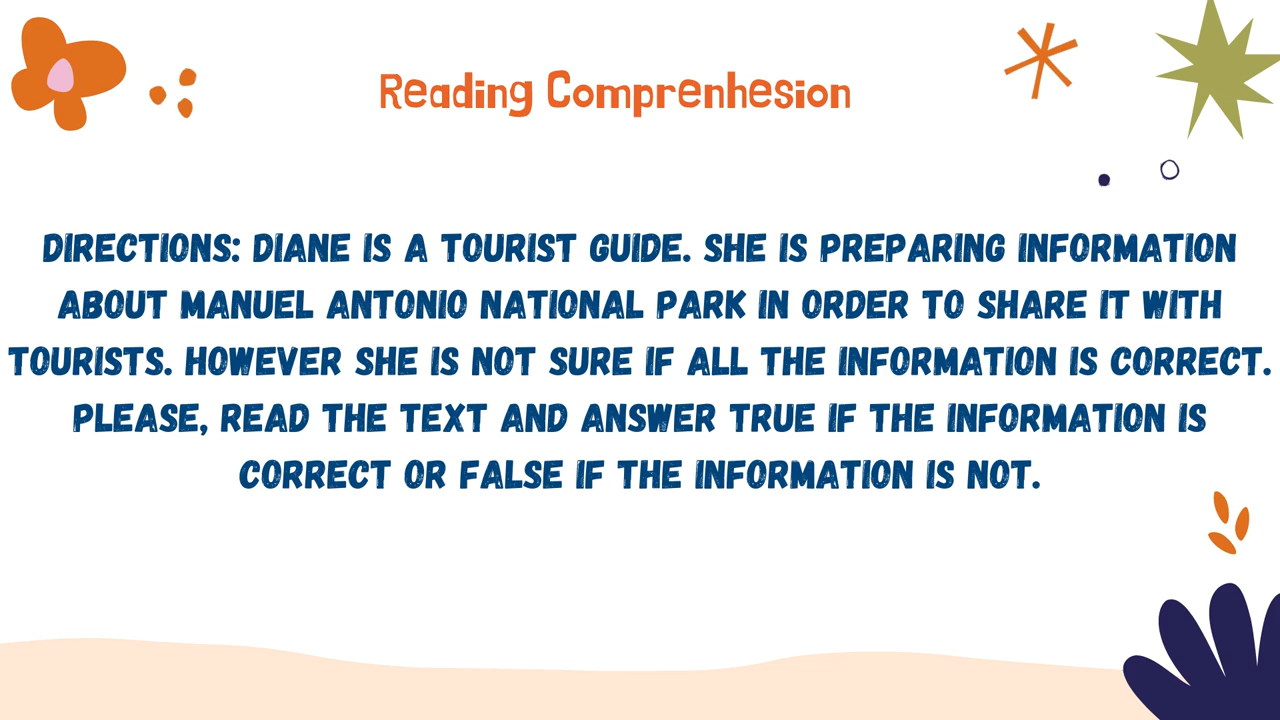 Reading Comprenhesion
DIRECTIONS: DIANE IS A TOURIST GUIDE. SHE IS PREPARING INFORMATION
ABOUT MANUEL ANTONIO NATIONAL PARK IN ORDER TO SHARE IT WITH
TOURISTS. HOWEVER SHE IS NOT SURE IF ALL THE INFORMATION IS CORRECT.
PLEASE, READ THE TEXT AND ANSWER TRUE IF THE INFORMATION IS
CORRECT OR FALSE IF THE INFORMATION IS NOT.